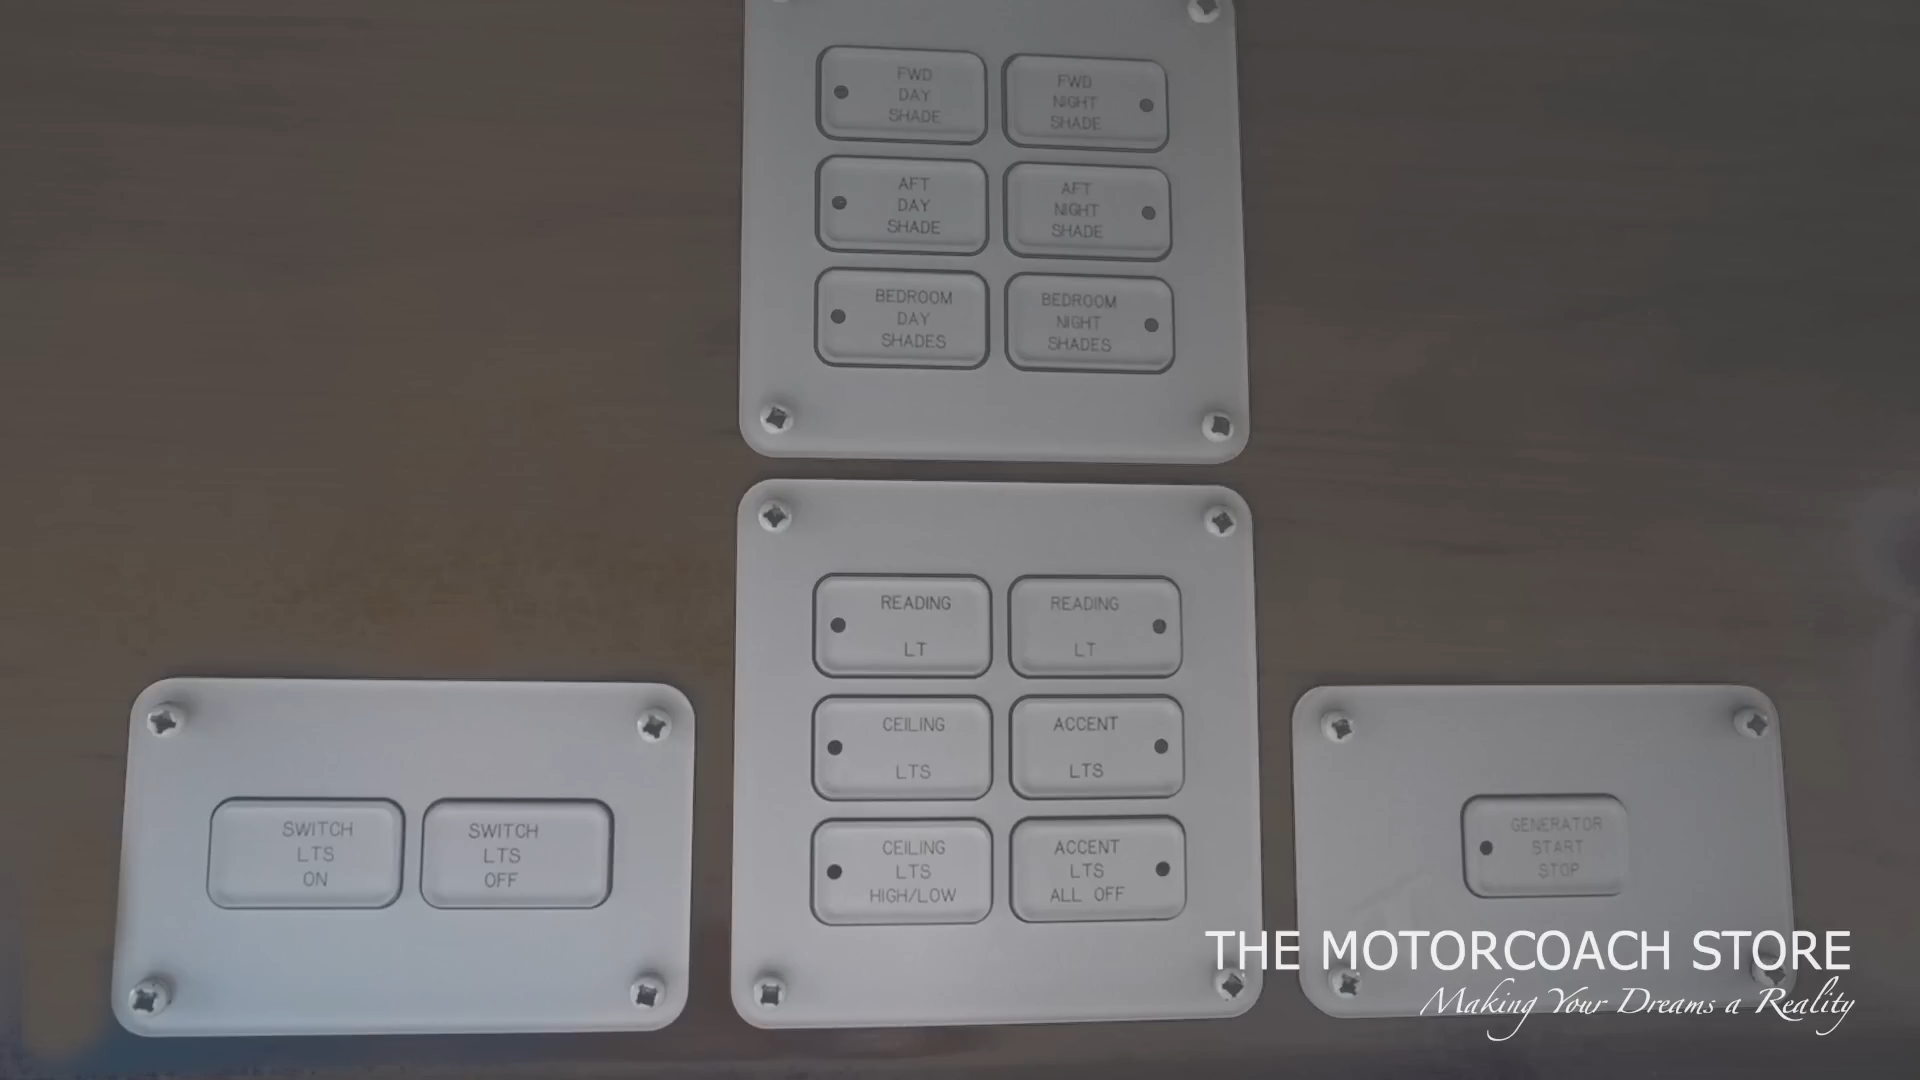 FWD
DAY
SHADE
FWD
NIGHT
SHADE
AFT
DAY
SHADE
AFT
NIGHT
SHADE
BEDROOM
DAY
SHADES
BEDROOM
NIGHT
SHADES
READING
LT
READING
LT
CEILING
LTS
ACCENT
LTS
CEILING
LTS
HIGH/LOW
ACCENT
LTS
ALL OFF
SWITCH
LTS
ON
SWITCH
LTS
OFF
GENERATOR
START
STOP
THE MOTORCOACH STORE
Making Your Dreams a Reality